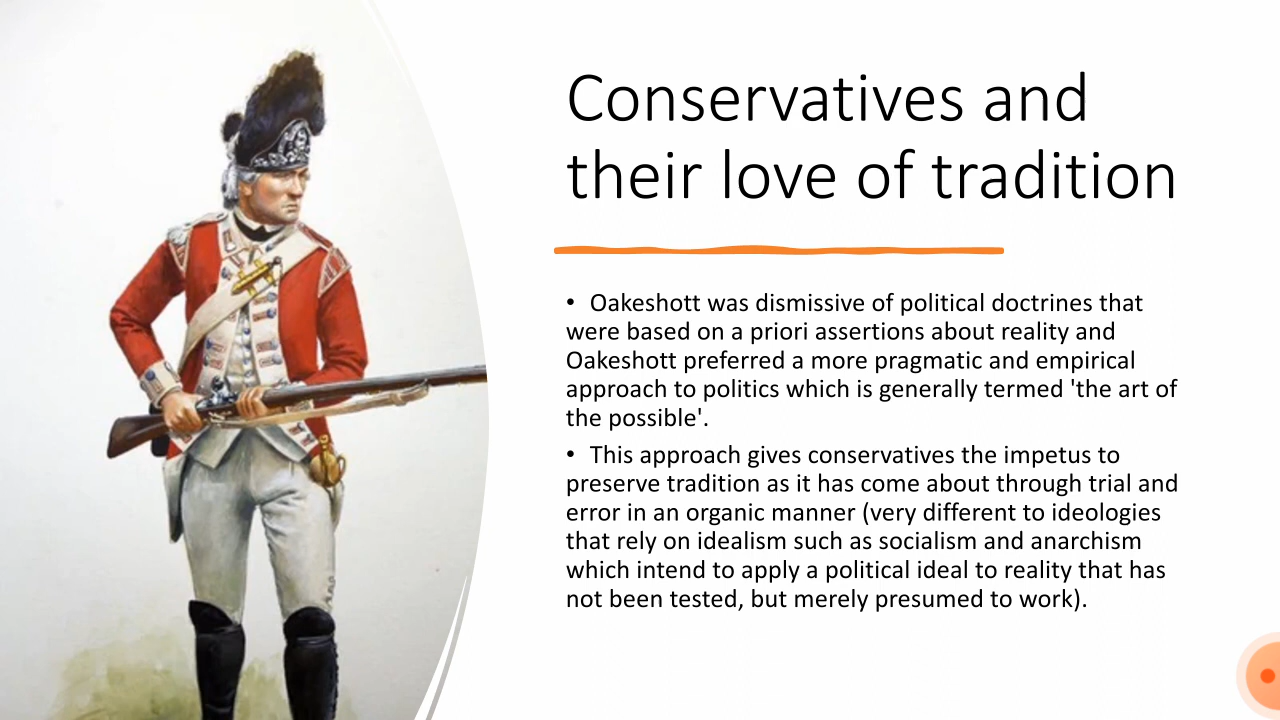 Conservatives and
their love of tradition
• Oakeshott was dismissive of political doctrines that
were based on a priori assertions about reality and
Oakeshott preferred a more pragmatic and empirical
approach to politics which is generally termed 'the art of
the possible'.
• This approach gives conservatives the impetus to
preserve tradition as it has come about through trial and
error in an organic manner (very different to ideologies
that rely on idealism such as socialism and anarchism
which intend to apply a political ideal to reality that has
not been tested, but merely presumed to work).